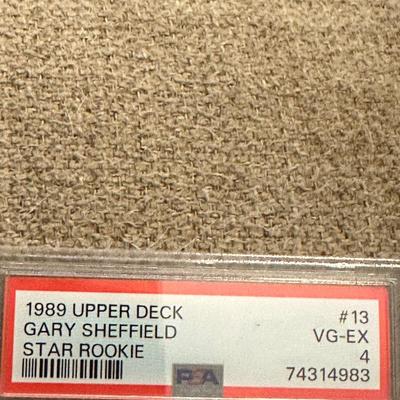 1989 UPPER DECK #13
GARY SHEFFIELD VG-EX
STAR ROOKIE 4
PSA 74314983